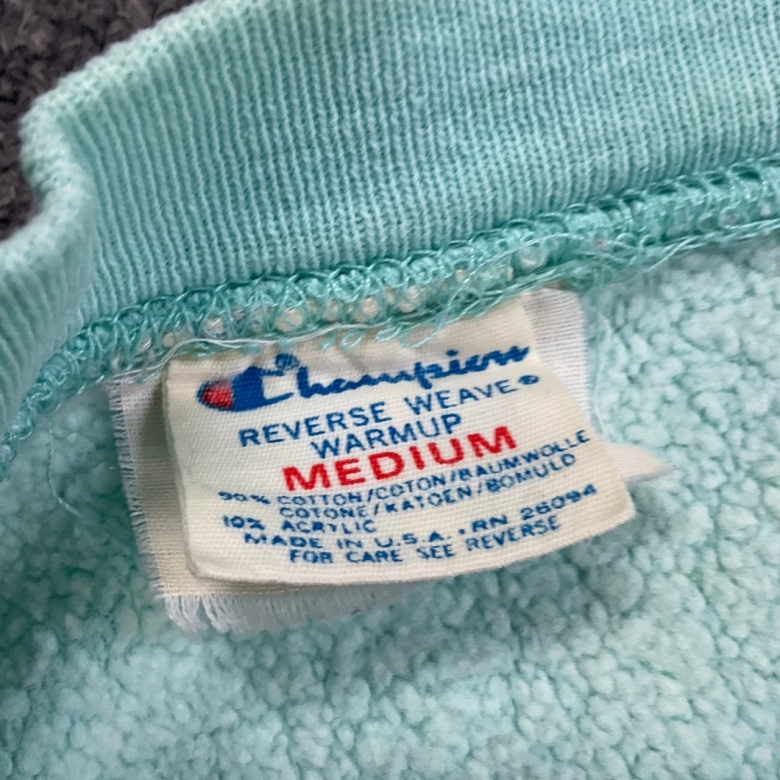 Champion
REVERSE WEAVE®
WARMUP
MEDIUM
90% COTTON/COTON/BAUMWOLLE
COTONE/KATOEN/BOMULD
10% ACRYLIC
MADE IN U.S.A. • RN 26094
FOR CARE SEE REVERSE